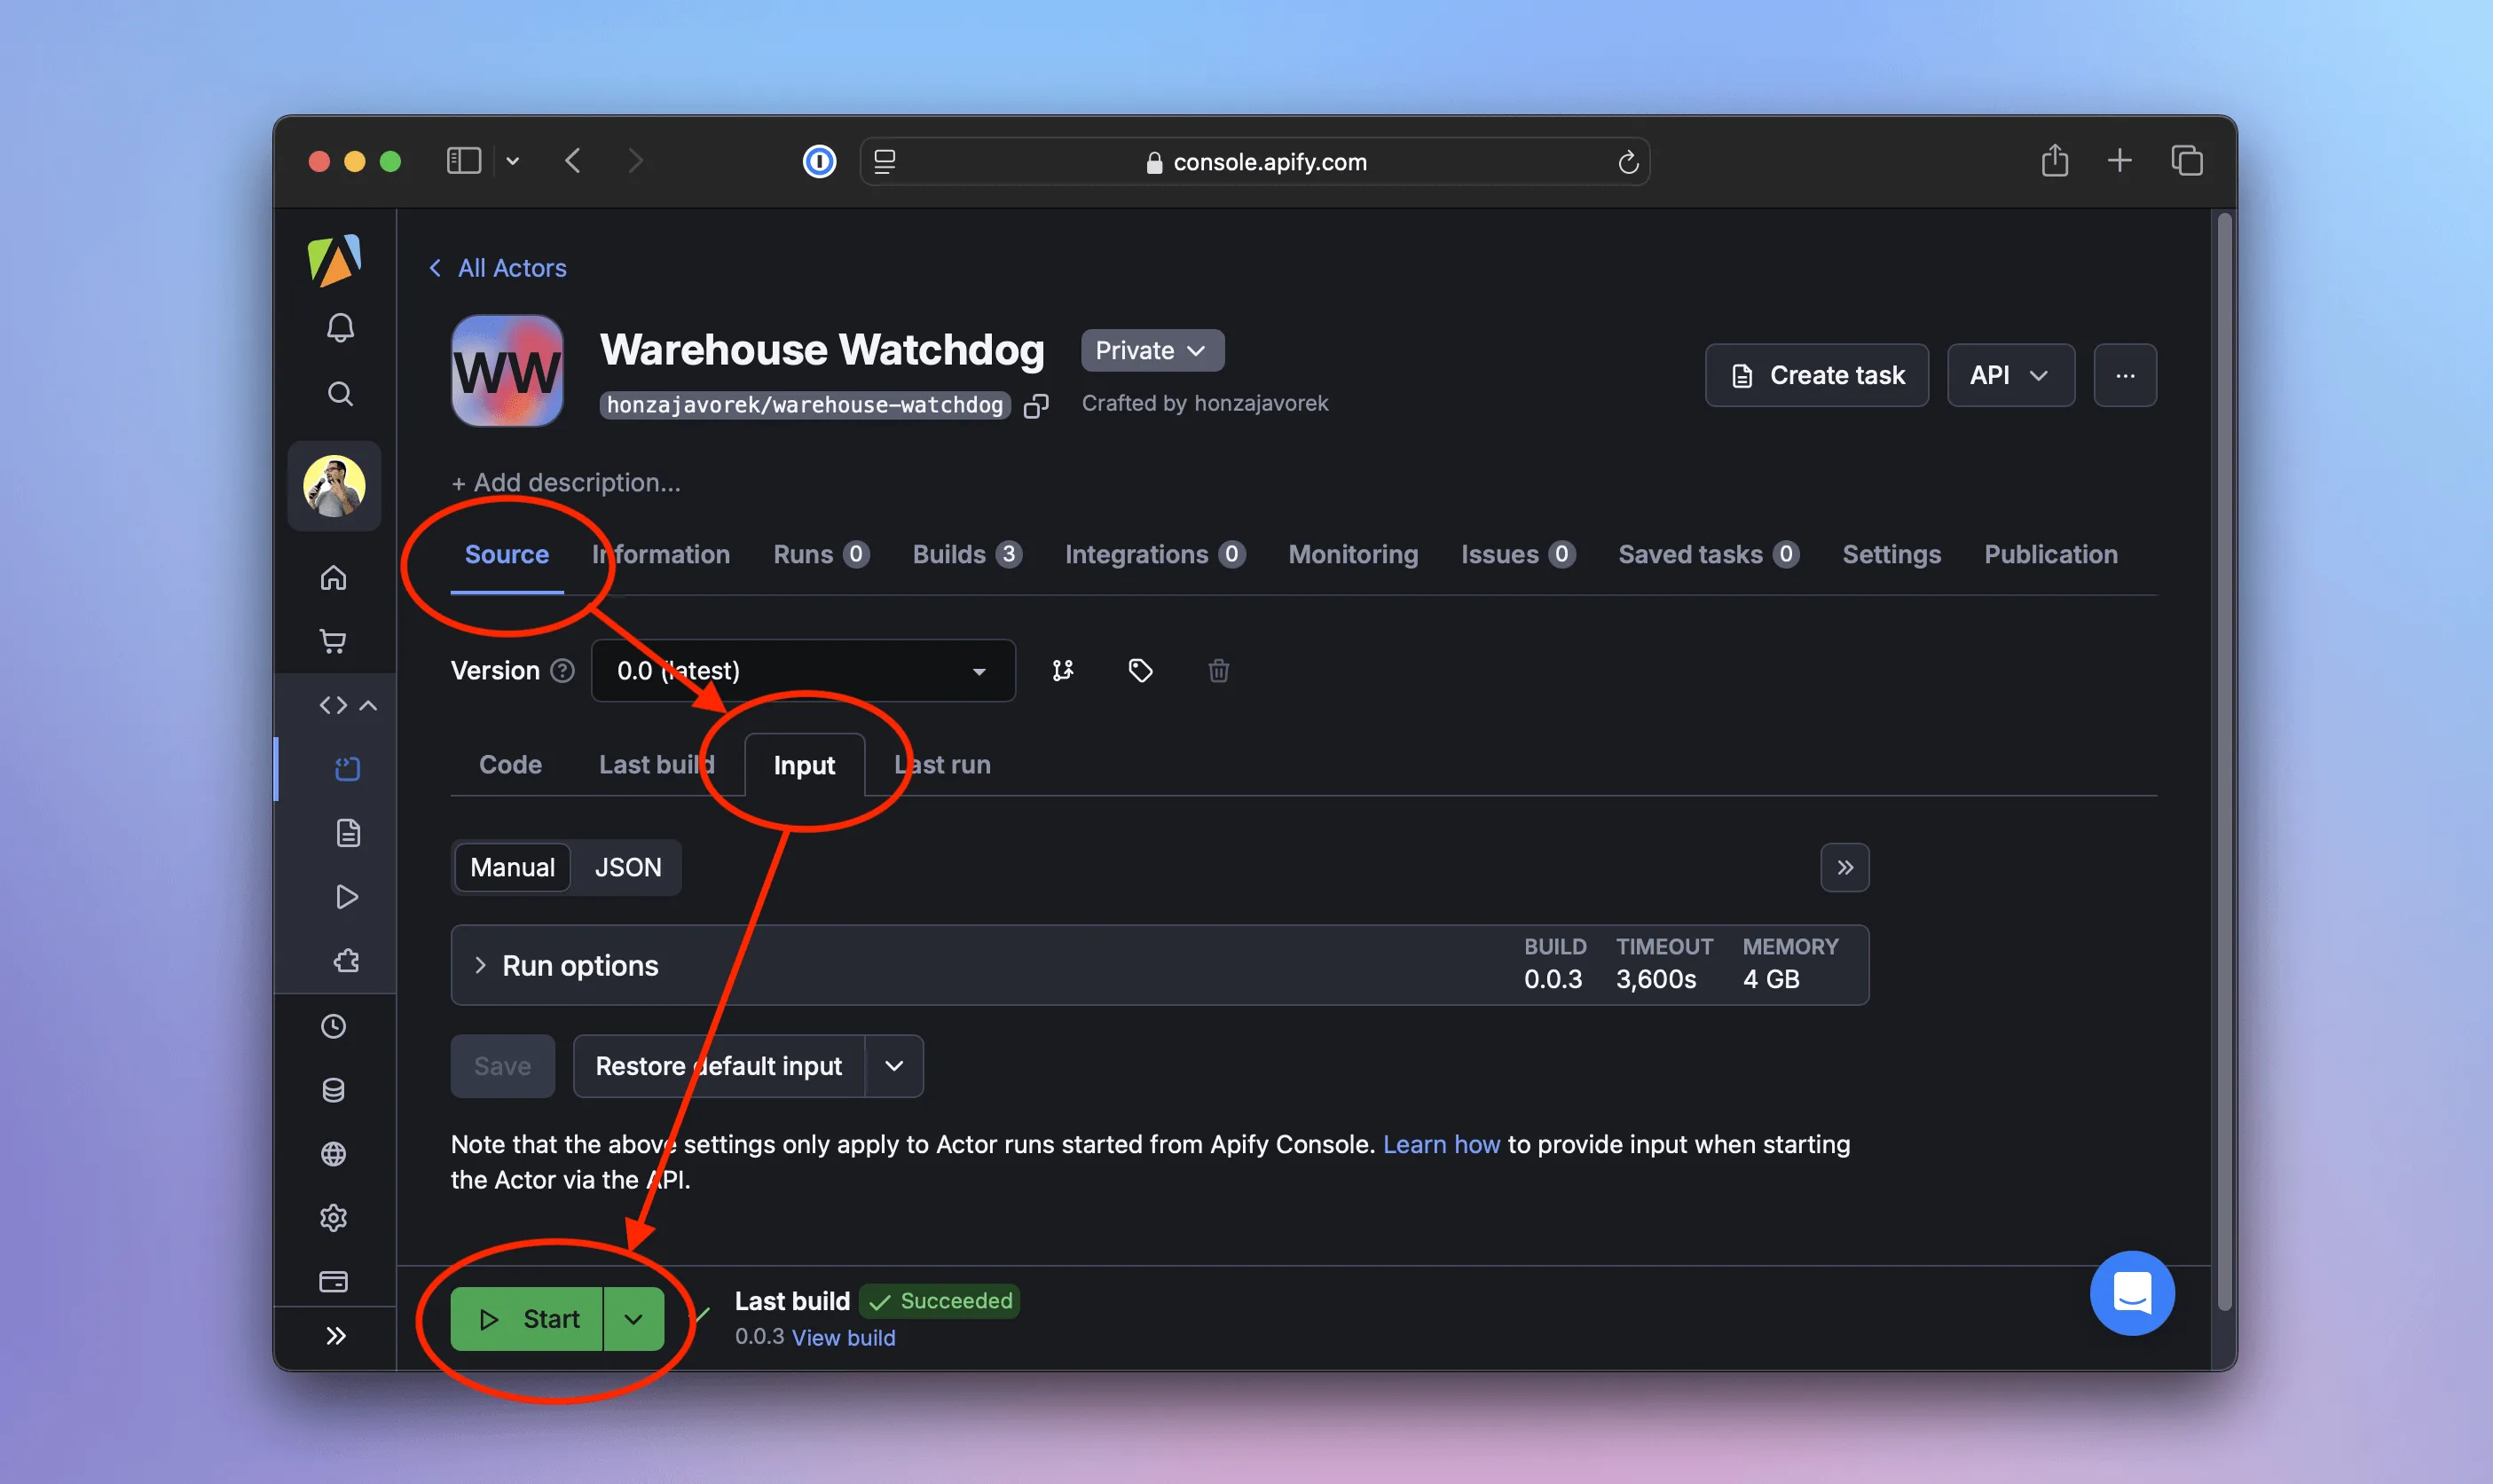 console.apify.com
All Actors
WW
Warehouse Watchdog
Private
honzajavorek/warehouse-watchdog
Crafted by honzajavorek
Create task
API
+ Add description...
Source
Information
Runs 0
Builds 3
Integrations 0
Monitoring
Issues 0
Saved tasks 0
Settings
Publication
Version
0.0 (latest)
Code
Last build
Input
Last run
Manual
JSON
Run options
BUILD
0.0.3
TIMEOUT
3,600s
MEMORY
4 GB
Save
Restore default input
Note that the above settings only apply to Actor runs started from Apify Console. Learn how to provide input when starting
the Actor via the API.
Start
Last build
Succeeded
0.0.3 View build